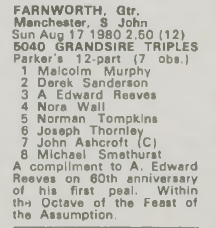 FARNWORTH, Gtr.
Manchester, S John
Sun Aug 17 1980 2.50 (12)
5040 GRANDSIRE TRIPLES
Parker's 12-part (7 obs.)
1 Malcolm Murphy
2 Derek Sanderson
3 A Edward Reeves
4 Nora Wall
5 Norman Tompkins
6 Joseph Thornley
7 John Ashcroft (C)
8 Michael Smethurst
A compliment to A. Edward
Reeves on 60th anniversary
of his first peal. Within
the Octave of the Feast of
the Assumption.